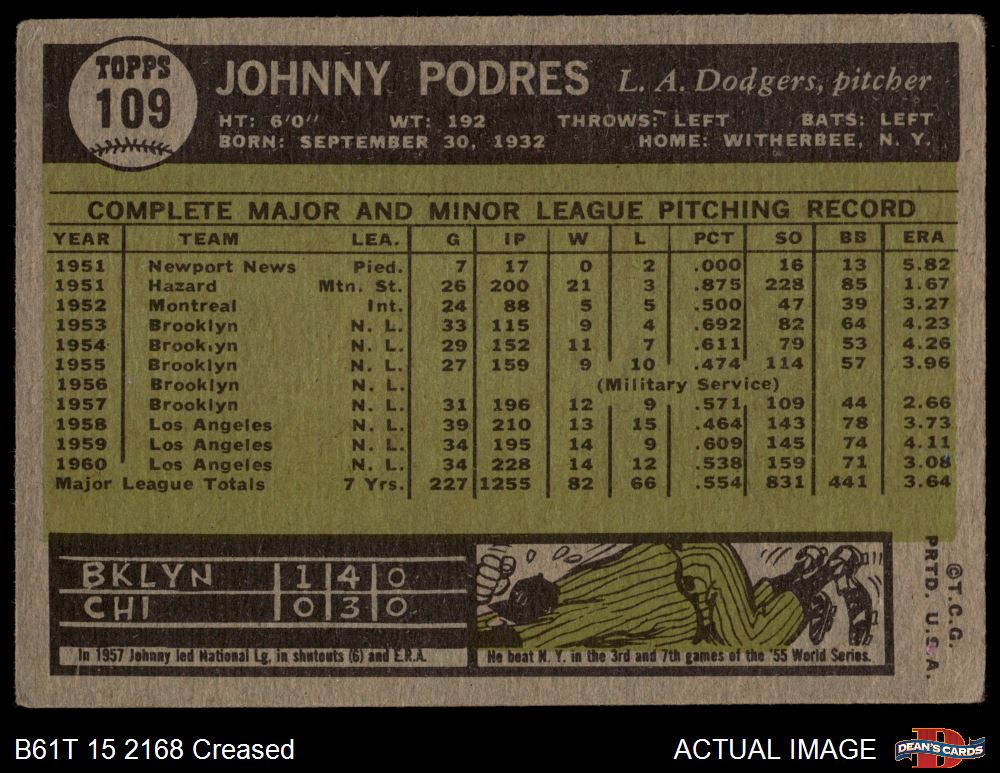 TOPPS
109
JOHNNY PODRES L. A. Dodgers, pitcher
HT: 6'0" WT: 192 THROWS: LEFT BATS: LEFT
BORN: SEPTEMBER 30, 1932 HOME: WITHERBEE, N. Y.
COMPLETE MAJOR AND MINOR LEAGUE PITCHING RECORD
YEAR TEAM LEA. G IP W L PCT SO BB ERA
1951 Newport News Pied. 7 17 0 2 .000 16 13 5.82
1951 Hazard Mtn. St. 26 200 21 3 .875 228 85 1.67
1952 Montreal Int. 24 88 5 5 .500 47 39 3.27
1953 Brooklyn N. L. 33 115 9 4 .692 82 64 4.23
1954 Brooklyn N. L. 29 152 11 7 .611 79 53 4.26
1955 Brooklyn N. L. 27 159 9 10 .474 114 57 3.96
1956 Brooklyn N. L. (Military Service)
1957 Brooklyn N. L. 31 196 12 9 .571 109 44 2.66
1958 Los Angeles N. L. 39 210 13 15 .464 143 78 3.73
1959 Los Angeles N. L. 34 195 14 9 .609 145 74 4.11
1960 Los Angeles N. L. 34 228 14 12 .538 159 71 3.08
Major League Totals 7 Yrs. 227 1255 82 66 .554 831 441 3.64
BKLYN 1 4 0
CHI 0 3 0
In 1957 Johnny led National Lg. in shutouts (6) and E.R.A.
He beat N. Y. in the 3rd and 7th games of the '55 World Series.
©T.C.G.
PRTD. U.S.A.
B61T 15 2168 Creased
ACTUAL IMAGE
DEAN'S CARDS